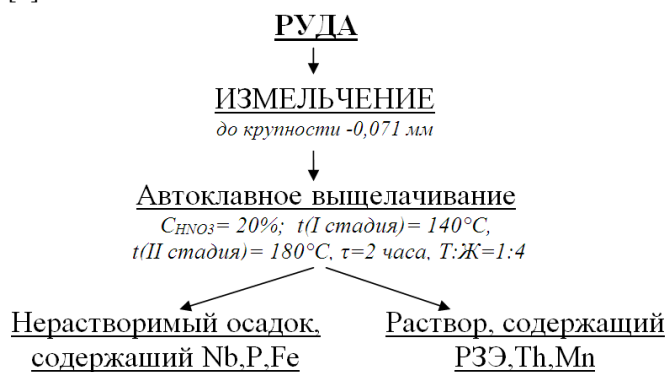 РУДА
ИЗМЕЛЬЧЕНИЕ
до крупности -0,071 мм
Автоклавное выщелачивание
CHNO3= 20%; t(I стадия)= 140°C,
t(II стадия)= 180°C, τ=2 часа, Т:Ж=1:4
Нерастворимый осадок,
содержаший Nb,P,Fe
Раствор, содержащий
РЗЭ,Th,Mn